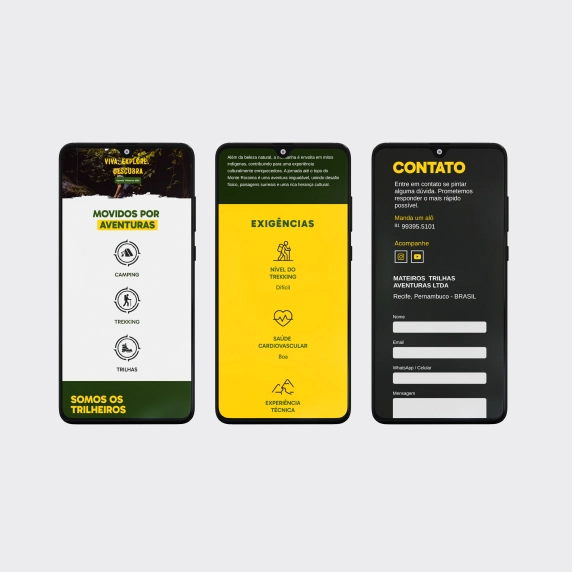 VIVA. EXPLORE.
DESCUBRA
MOVIDOS POR
AVENTURAS
CAMPING
TREKKING
TRILHAS
SOMOS OS
TRILHEIROS
Além da beleza natural, a montanha é envolta em mitos
indígenas, contribuindo para uma experiência
culturalmente enriquecedora. A jornada até o topo do
Monte Roraima é uma aventura inigualável, unindo desafio
físico, paisagens surreais e uma rica herança cultural.
EXIGÊNCIAS
NÍVEL DO
TREKKING
Difícil
SAÚDE
CARDIOVASCULAR
Boa
EXPERIÊNCIA
TÉCNICA
CONTATO
Entre em contato se pintar
alguma dúvida. Prometemos
responder o mais rápido
possível.
Manda um alô
81 99395.5101
Acompanhe
MATEIROS TRILHAS
AVENTURAS LTDA
Recife, Pernambuco - BRASIL
Nome
Email
WhatsApp / Celular
Mensagem